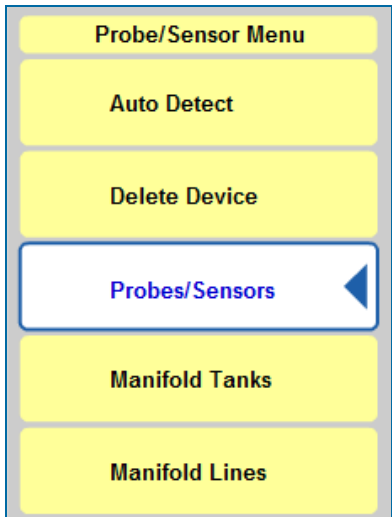 Probe/Sensor Menu
Auto Detect
Delete Device
Probes/Sensors
Manifold Tanks
Manifold Lines